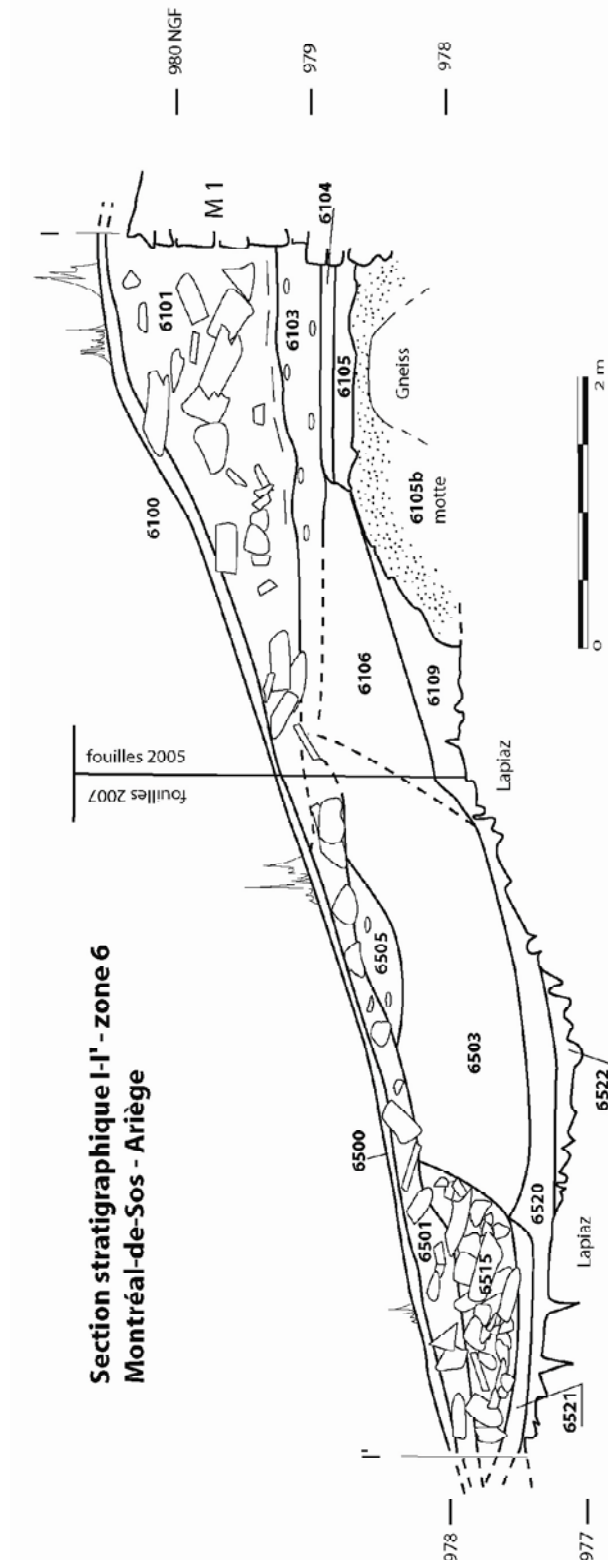 Section stratigraphique I-I' - zone 6
Montréal-de-Sos - Ariège
980 NGF
979
978
I
M 1
6100
6101
6103
6104
6105
Gneiss
6105b
motte
6106
6109
fouilles 2005
fouilles 2007
Lapiaz
6505
6503
6500
6501
6515
6520
6522
6521
Lapiaz
I'
978
977
0
2 m